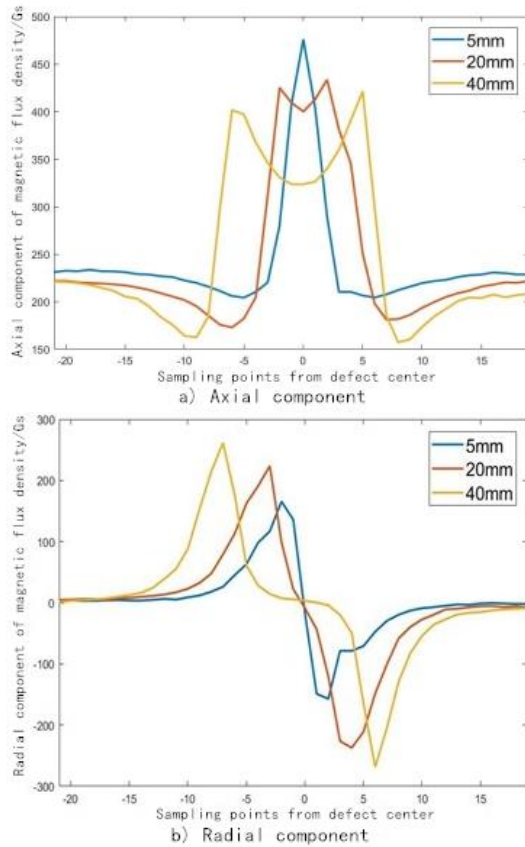 Axial component of magnetic flux density/Gs
500
450
400
350
300
250
200
150
5mm
20mm
40mm
-20 -15 -10 -5 0 5 10 15
Sampling points from defect center
a) Axial component
Radial component of magnetic flux density/Gs
300
200
100
0
-100
-200
-300
5mm
20mm
40mm
-20 -15 -10 -5 0 5 10 15
Sampling points from defect center
b) Radial component